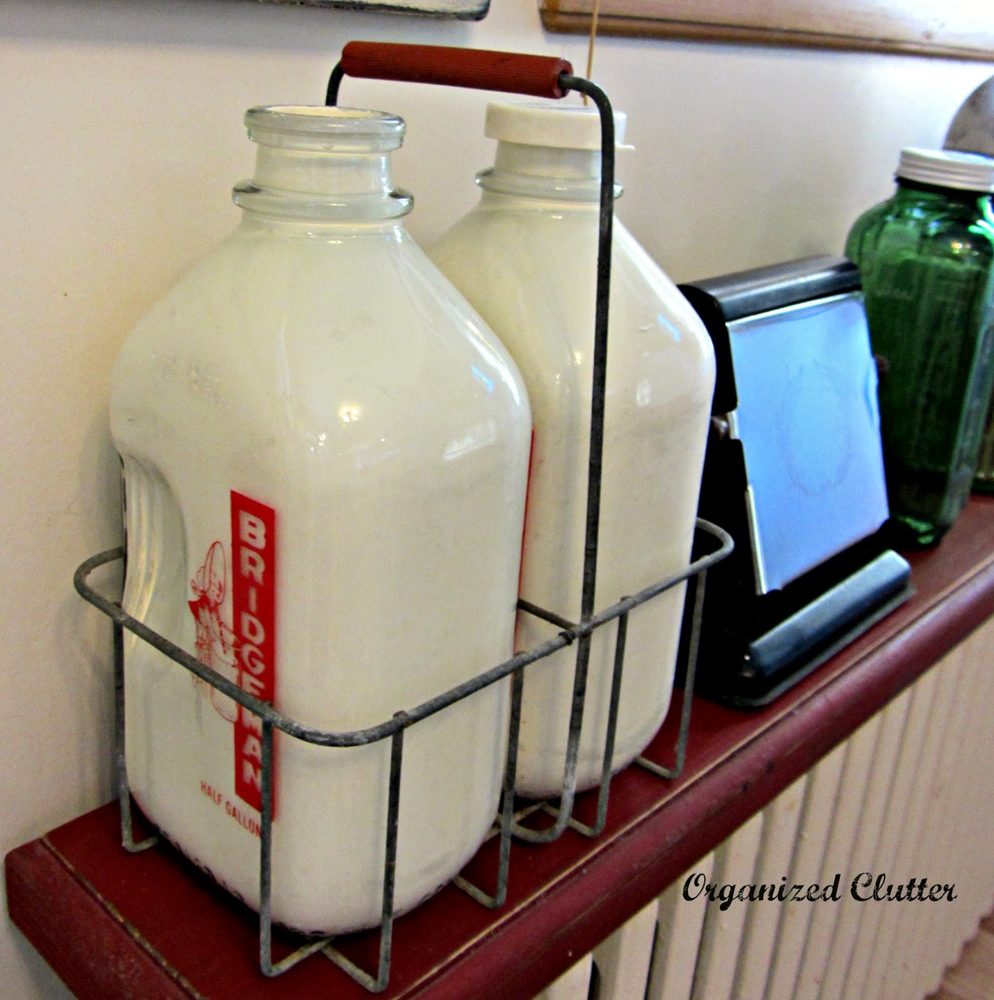 BRIDGEMAN
HALF GALLON
Organized Clutter